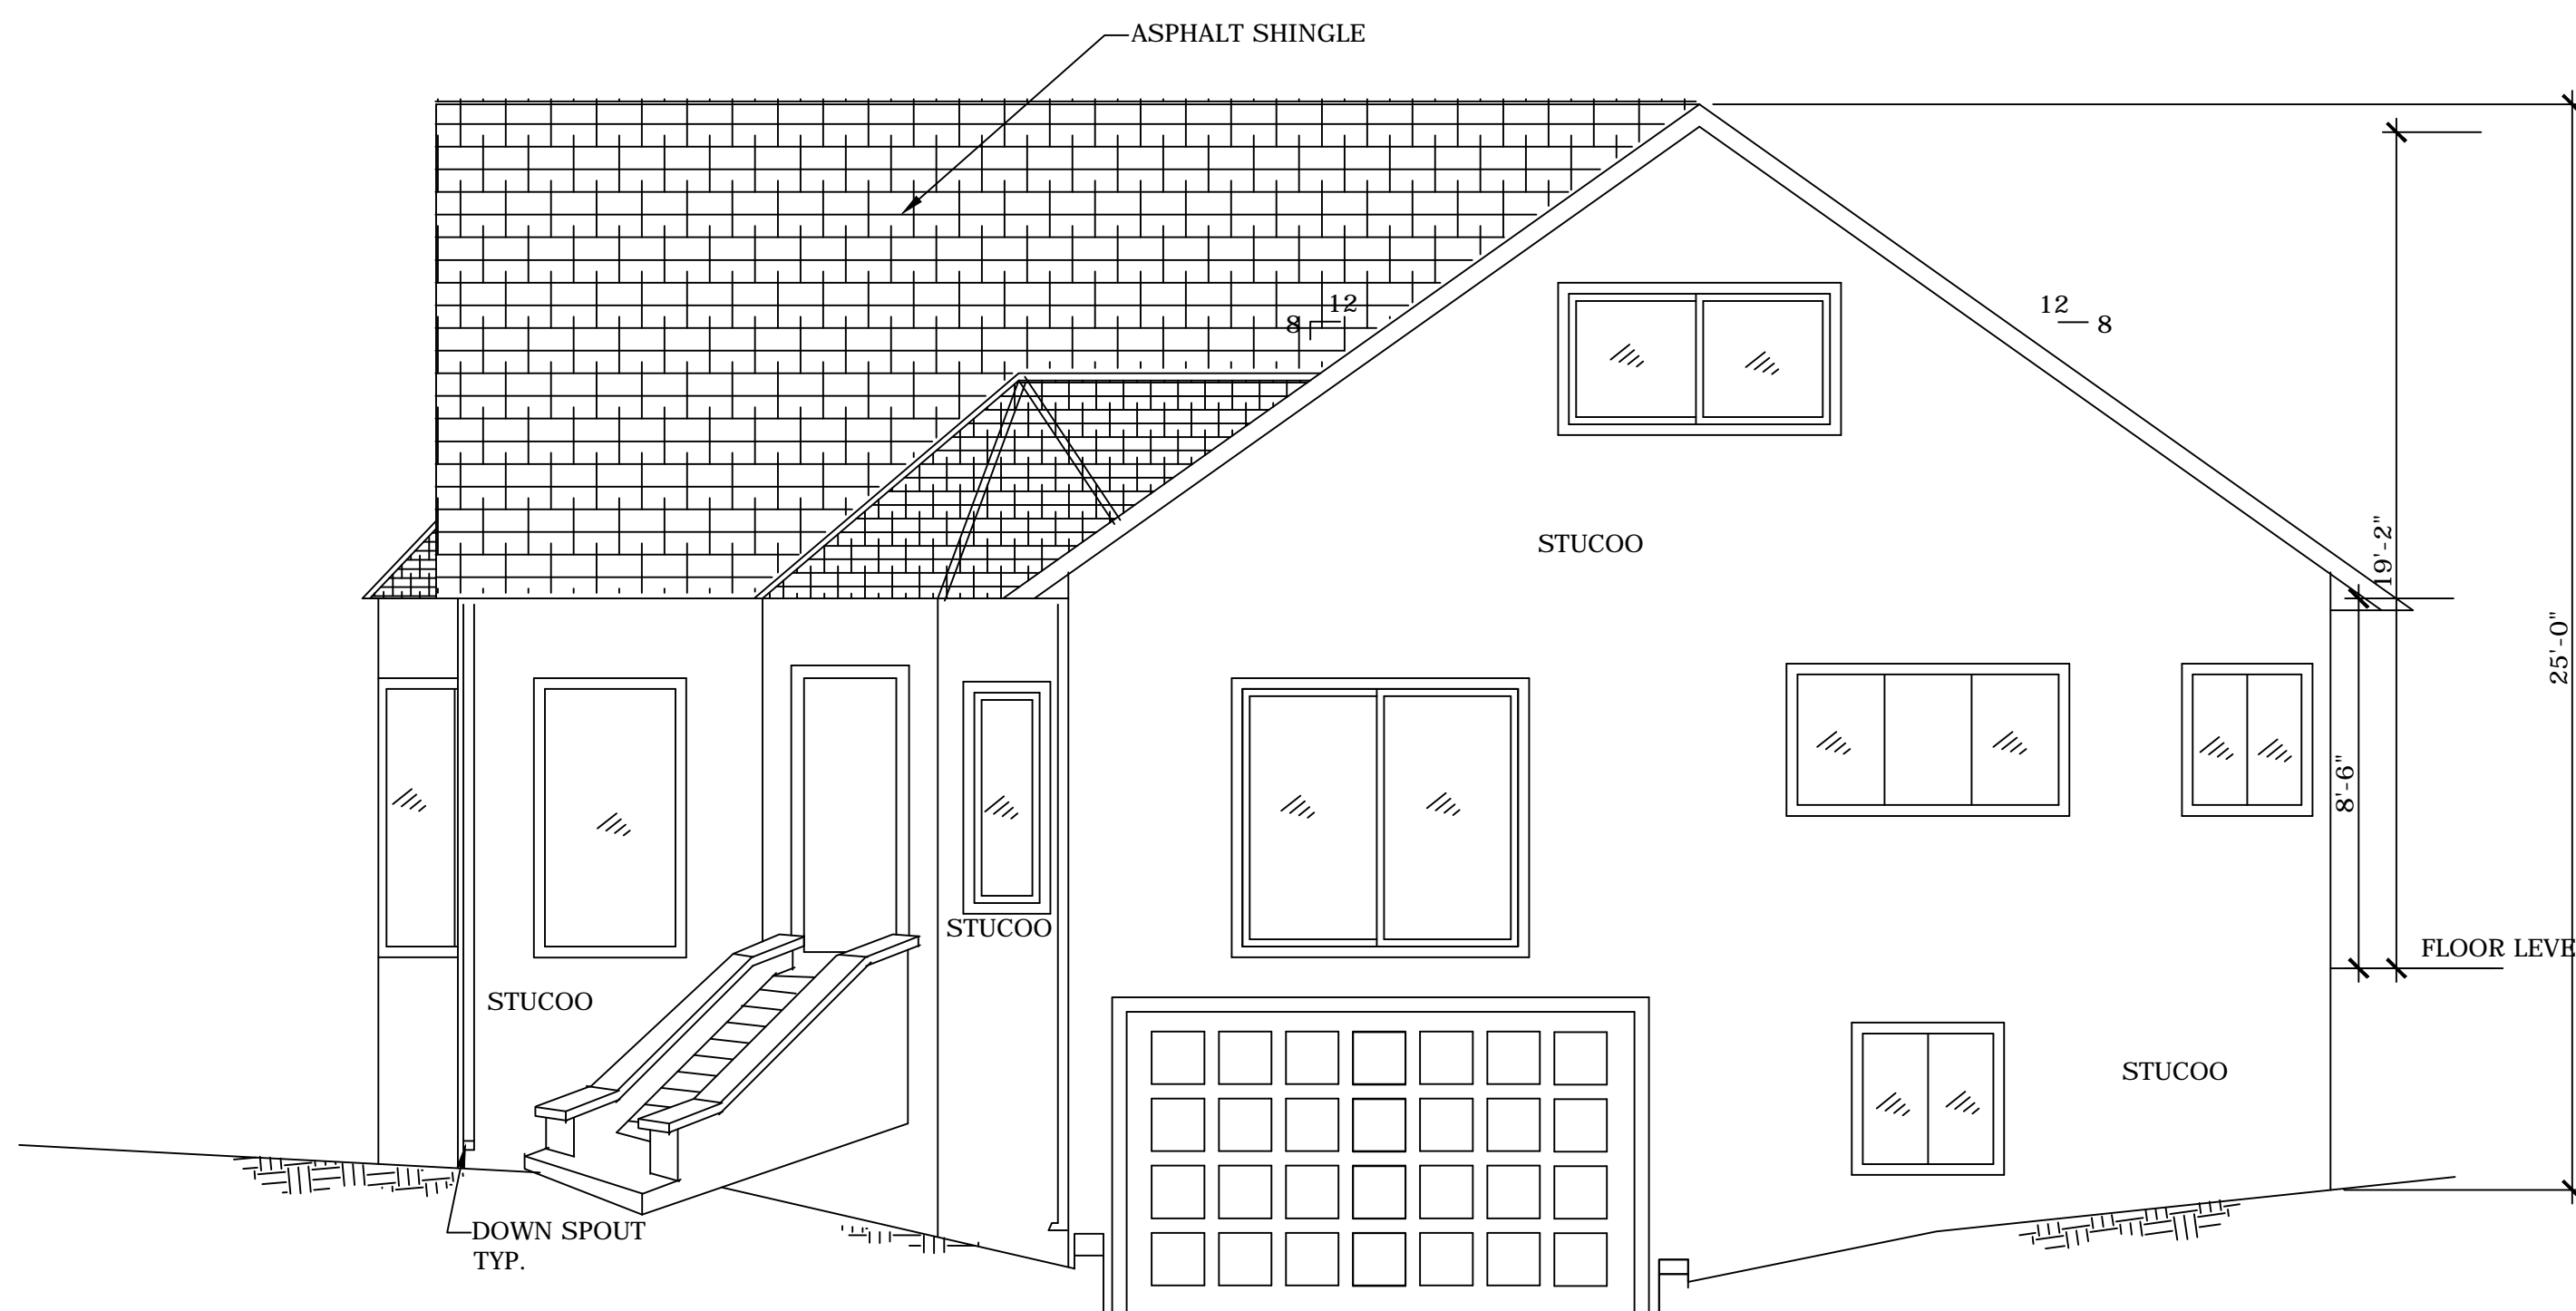 ASPHALT SHINGLE
12
8
12
8
STUCOO
19'-2"
25'-0"
8'-6"
STUCOO
FLOOR LEVE
STUCOO
STUCOO
DOWN SPOUT
TYP.